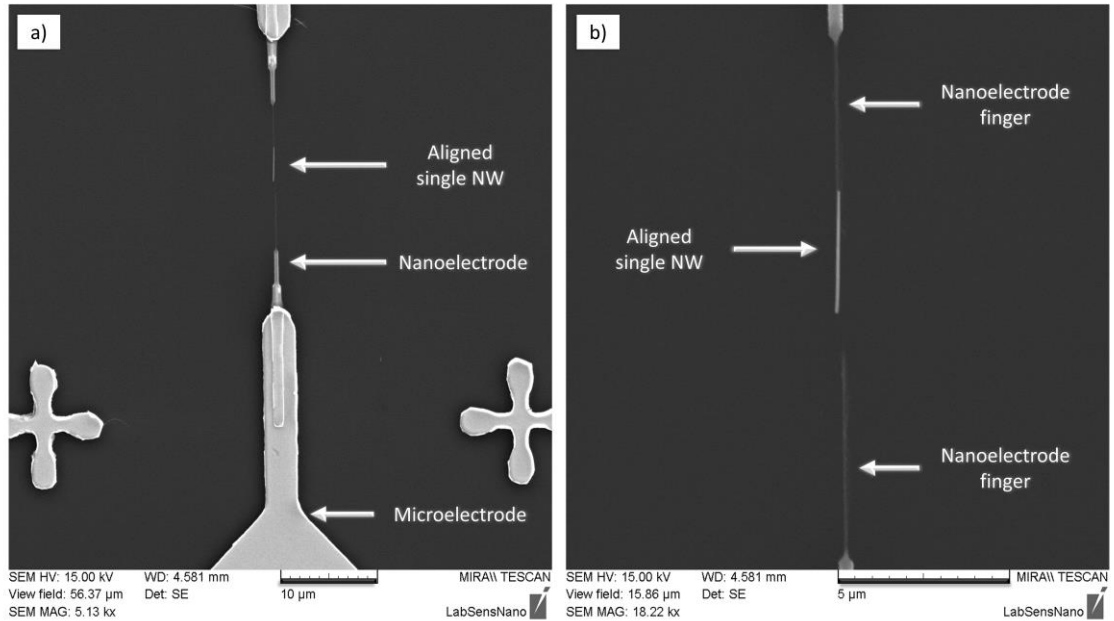 a)
Aligned
single NW
Nanoelectrode
Microelectrode
SEM HV: 15.00 kV WD: 4.581 mm MIRA\\ TESCAN
View field: 56.37 µm Det: SE 10 µm
SEM MAG: 5.13 kx LabSensNano
b)
Nanoelectrode
finger
Aligned
single NW
Nanoelectrode
finger
SEM HV: 15.00 kV WD: 4.581 mm MIRA\\ TESCAN
View field: 15.86 µm Det: SE 5 µm
SEM MAG: 18.22 kx LabSensNano